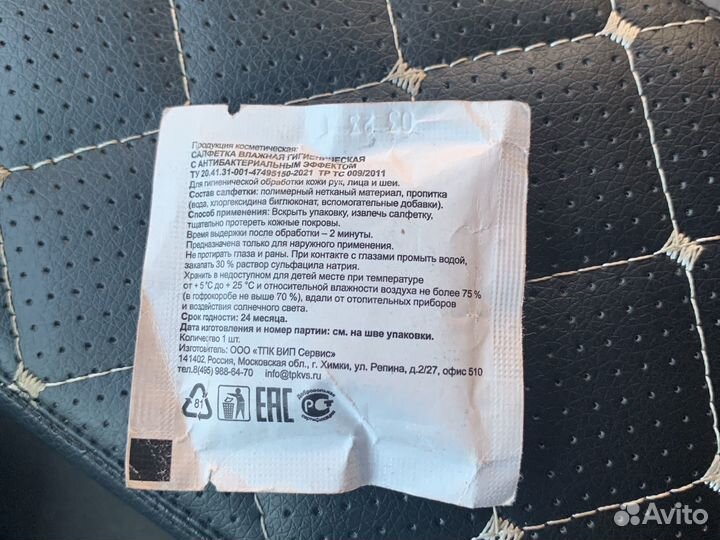 Продукция косметическая:
САЛФЕТКА ВЛАЖНАЯ ГИГИЕНИЧЕСКАЯ
С АНТИБАКТЕРИАЛЬНЫМ ЭФФЕКТОМ
ТУ 20.41.31-001-47495150-2021 ТР ТС 009/2011
Для гигиенической обработки кожи рук, лица и шеи.
Состав салфетки: полимерный нетканый материал, пропитка
(вода, хлоргексидина биглюконат, вспомогательные добавки).
Способ применения: Вскрыть упаковку, извлечь салфетку,
тщательно протереть кожные покровы.
Время выдержки после обработки – 2 минуты.
Предназначена только для наружного применения.
Не протирать глаза и раны. При контакте с глазами промыть водой,
закапать 30 % раствор сульфацила натрия.
Хранить в недоступном для детей месте при температуре
от + 5°С до + 25 °С и относительной влажности воздуха не более 75 %
(в гофрокоробе не выше 70 %), вдали от отопительных приборов
и воздействия солнечного света.
Срок годности: 24 месяца.
Дата изготовления и номер партии: см. на шве упаковки.
Количество 1 шт.
Изготовитель: ООО «ТПК ВИП Сервис»
141402, Россия, Московская обл., г. Химки, ул. Репина, д.2/27, офис 510
тел.8(495) 988-64-70 info@tpkvs.ru
81 ЕАС Добровольная РСТ сертификация
Avito